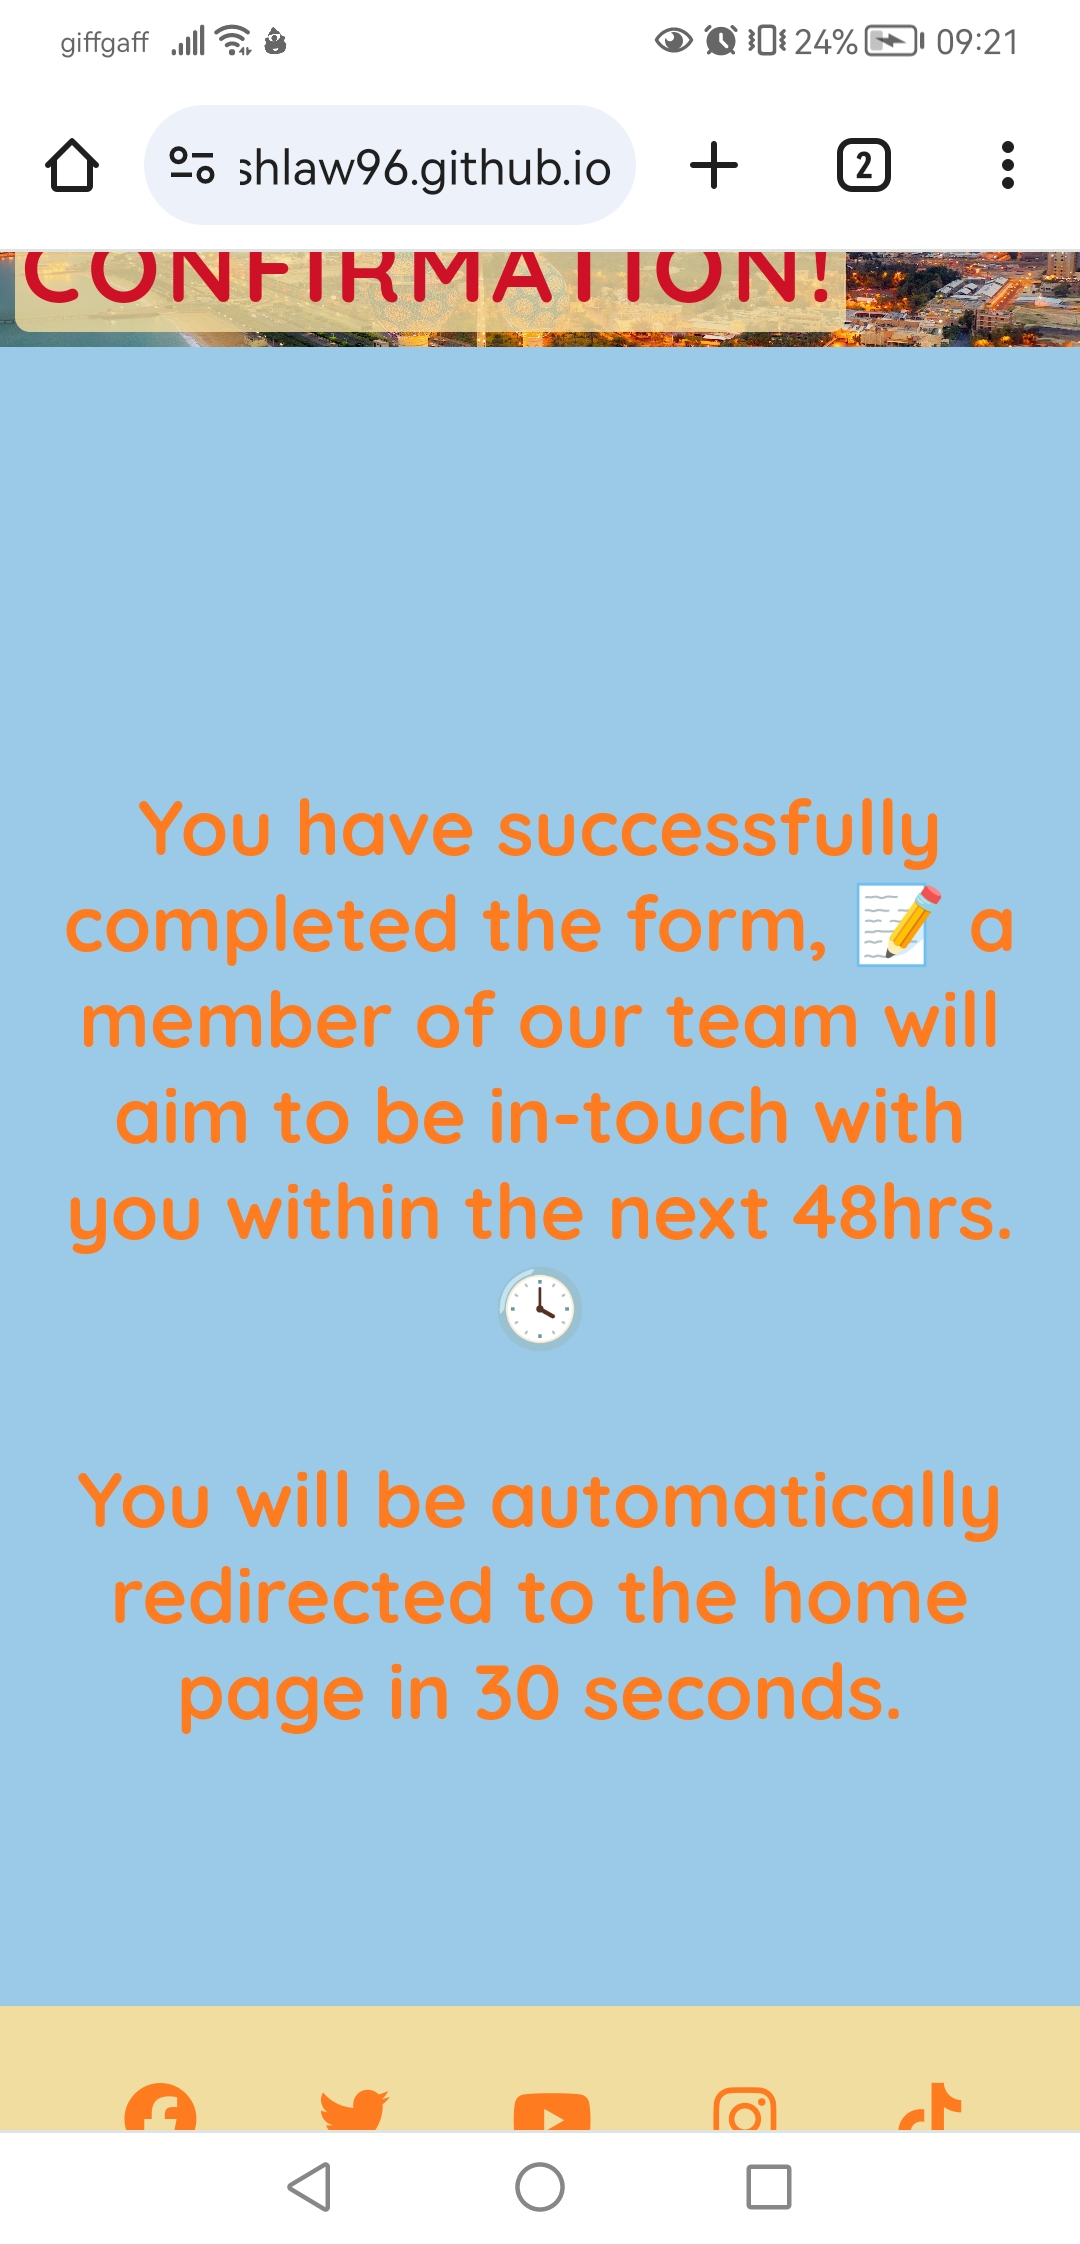 giffgaff 24% 09:21
shlaw96.github.io 2
CONFIRMATION!
You have successfully
completed the form, 📝 a
member of our team will
aim to be in-touch with
you within the next 48hrs.
🕓
You will be automatically
redirected to the home
page in 30 seconds.